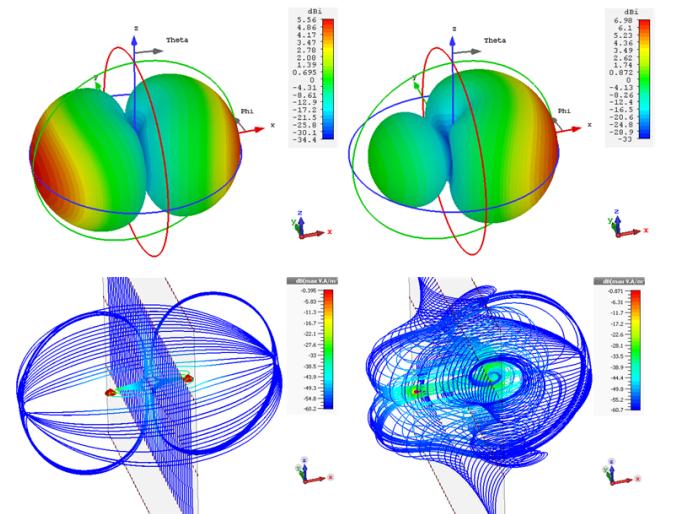 dBi
5.56
4.86
4.17
3.47
2.78
2.08
1.39
0.695
0
-4.31
-8.61
-12.9
-17.2
-21.5
-25.8
-30.1
-34.4
z
Theta
y
Phi
x
z
y
x
dBi
6.98
6.1
5.23
4.36
3.49
2.62
1.74
0.872
0
-4.13
-8.26
-12.4
-16.5
-20.6
-24.8
-28.9
-33
z
Theta
y
Phi
x
z
y
x
-0.395
-5.83
-11.3
-16.7
-22.1
-27.6
-33
-38.5
-43.9
-49.3
-54.8
-60.2
z
y
x
-0.871
-6.31
-11.7
-17.2
-22.6
-28.1
-33.5
-38.9
-44.4
-49.8
-55.3
-60.7
z
y
x